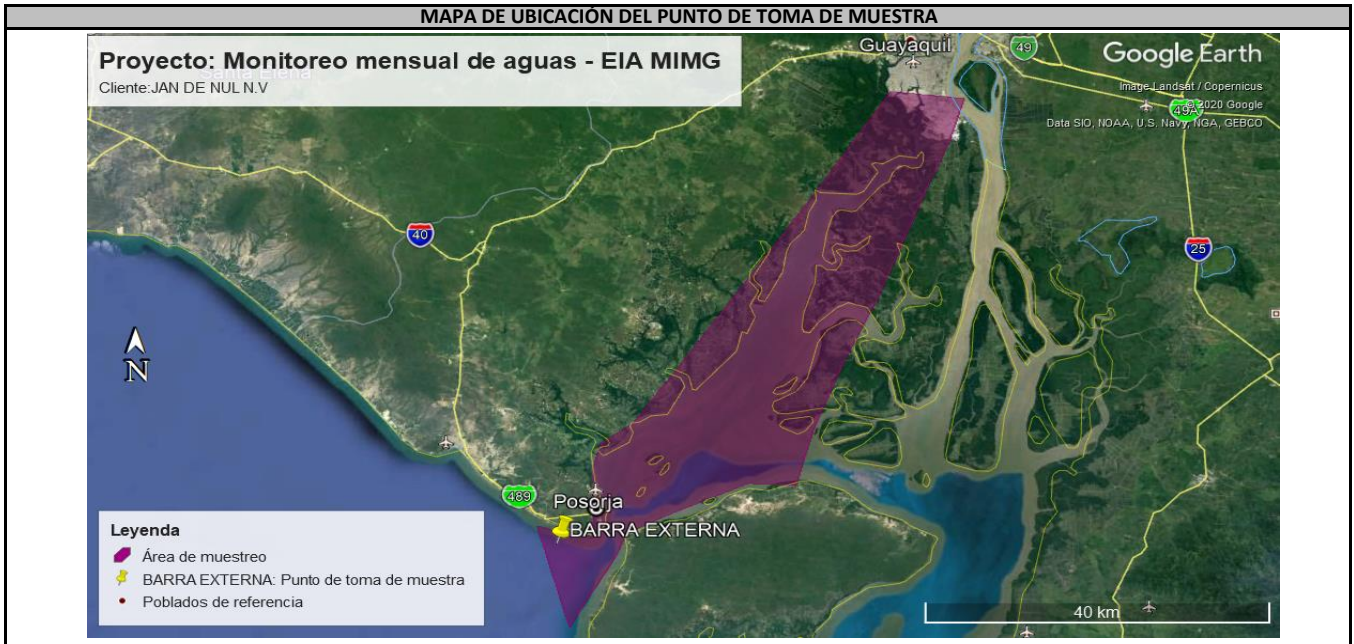 MAPA DE UBICACIÓN DEL PUNTO DE TOMA DE MUESTRA
Proyecto: Monitoreo mensual de aguas - EIA MIMG
Cliente:JAN DE NUL N.V
Guayaquil
49
Google Earth
Image Landsat / Copernicus
© 2020 Google
49A
Data SIO, NOAA, U.S. Navy, NGA, GEBCO
40
25
N
489
Posorja
BARRA EXTERNA
Leyenda
Área de muestreo
BARRA EXTERNA: Punto de toma de muestra
Poblados de referencia
40 km